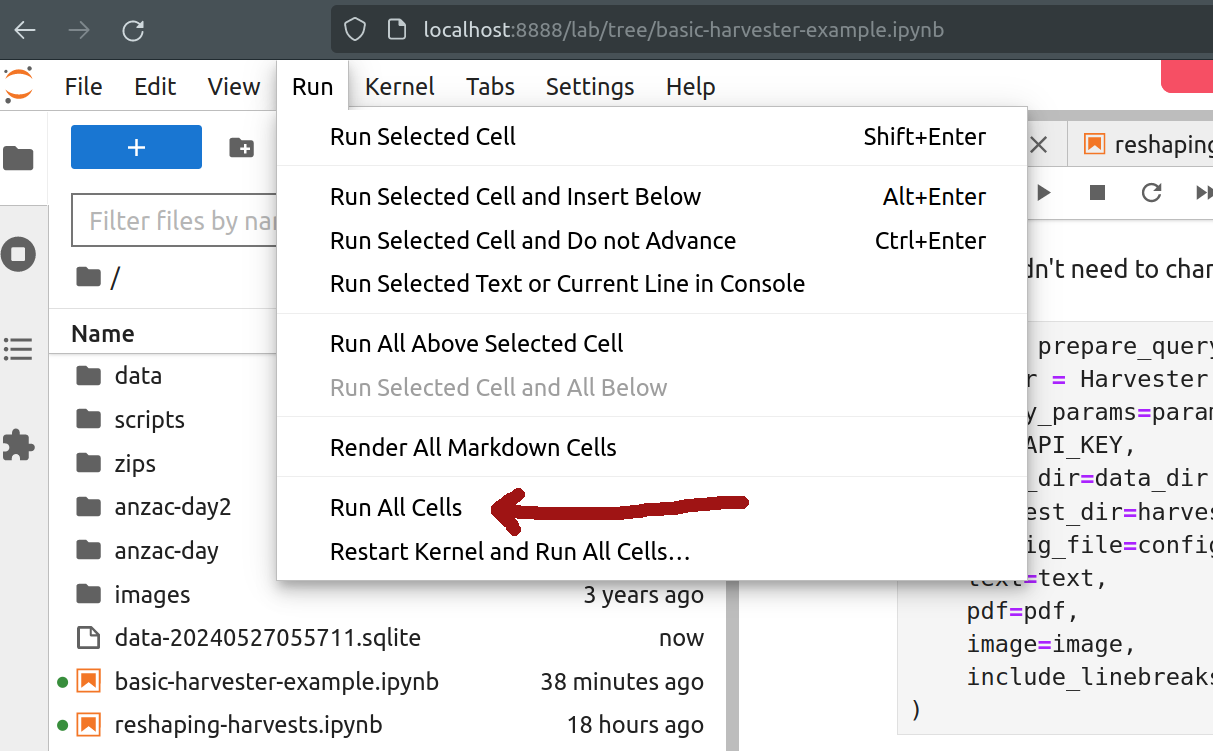 localhost:8888/lab/tree/basic-harvester-example.ipynb
File Edit View Run Kernel Tabs Settings Help
+
Filter files by
/
Name
data
scripts
zips
anzac-day2
anzac-day
images 3 years ago
data-20240527055711.sqlite now
basic-harvester-example.ipynb 38 minutes ago
reshaping-harvests.ipynb 18 hours ago
Run Selected Cell Shift+Enter
Run Selected Cell and Insert Below Alt+Enter
Run Selected Cell and Do not Advance Ctrl+Enter
Run Selected Text or Current Line in Console
Run All Above Selected Cell
Run Selected Cell and All Below
Render All Markdown Cells
Run All Cells
Restart Kernel and Run All Cells…
reshaping
dn't need to char
prepare_query
r = Harvester
y_params=param
API_KEY,
_dir=data_dir
est_dir=harves
ig_file=config
text=text,
pdf=pdf,
image=image,
include_linebreaks
)